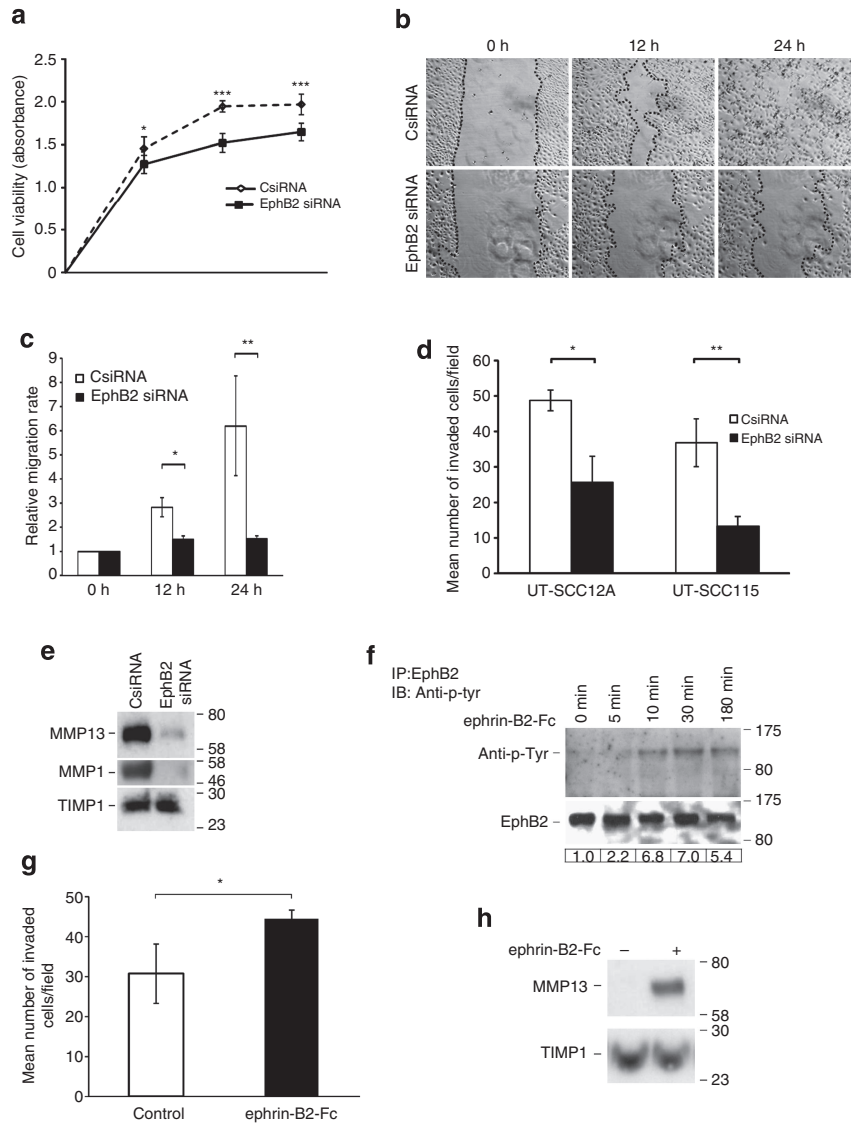 a
2.5
2.0
1.5
1.0
0.5
0
Cell viability (absorbance)
*
***
***
CsiRNA
EphB2 siRNA
b
0 h
12 h
24 h
CsiRNA
EphB2 siRNA
c
9
8
7
6
5
4
3
2
1
0
Relative migration rate
CsiRNA
EphB2 siRNA
*
**
0 h
12 h
24 h
d
60
50
40
30
20
10
0
Mean number of invaded cells/field
*
**
CsiRNA
EphB2 siRNA
UT-SCC12A
UT-SCC115
e
CsiRNA
EphB2
siRNA
MMP13
80
58
MMP1
58
46
TIMP1
30
23
f
IP:EphB2
IB: Anti-p-tyr
ephrin-B2-Fc
0 min
5 min
10 min
30 min
180 min
Anti-p-Tyr
175
80
EphB2
175
80
1.0 2.2 6.8 7.0 5.4
g
50
40
30
20
10
0
Mean number of invaded
cells/field
*
Control
ephrin-B2-Fc
h
ephrin-B2-Fc − +
MMP13
80
58
TIMP1
30
23